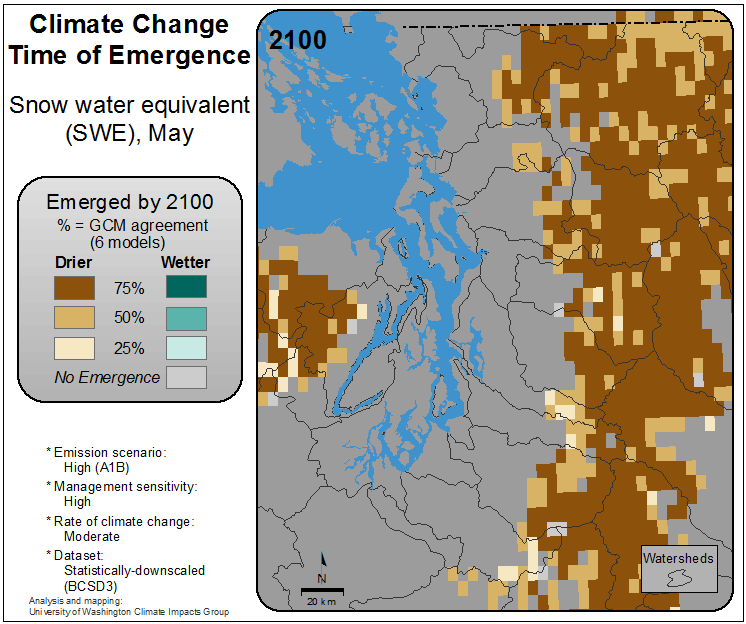 Climate Change
Time of Emergence
Snow water equivalent
(SWE), May
Emerged by 2100
% = GCM agreement
(6 models)
Drier Wetter
75%
50%
25%
No Emergence
* Emission scenario:
High (A1B)
* Management sensitivity:
High
* Rate of climate change:
Moderate
* Dataset:
Statistically-downscaled
(BCSD3)
Analysis and mapping:
University of Washington Climate Impacts Group
2100
N
20 km
Watersheds